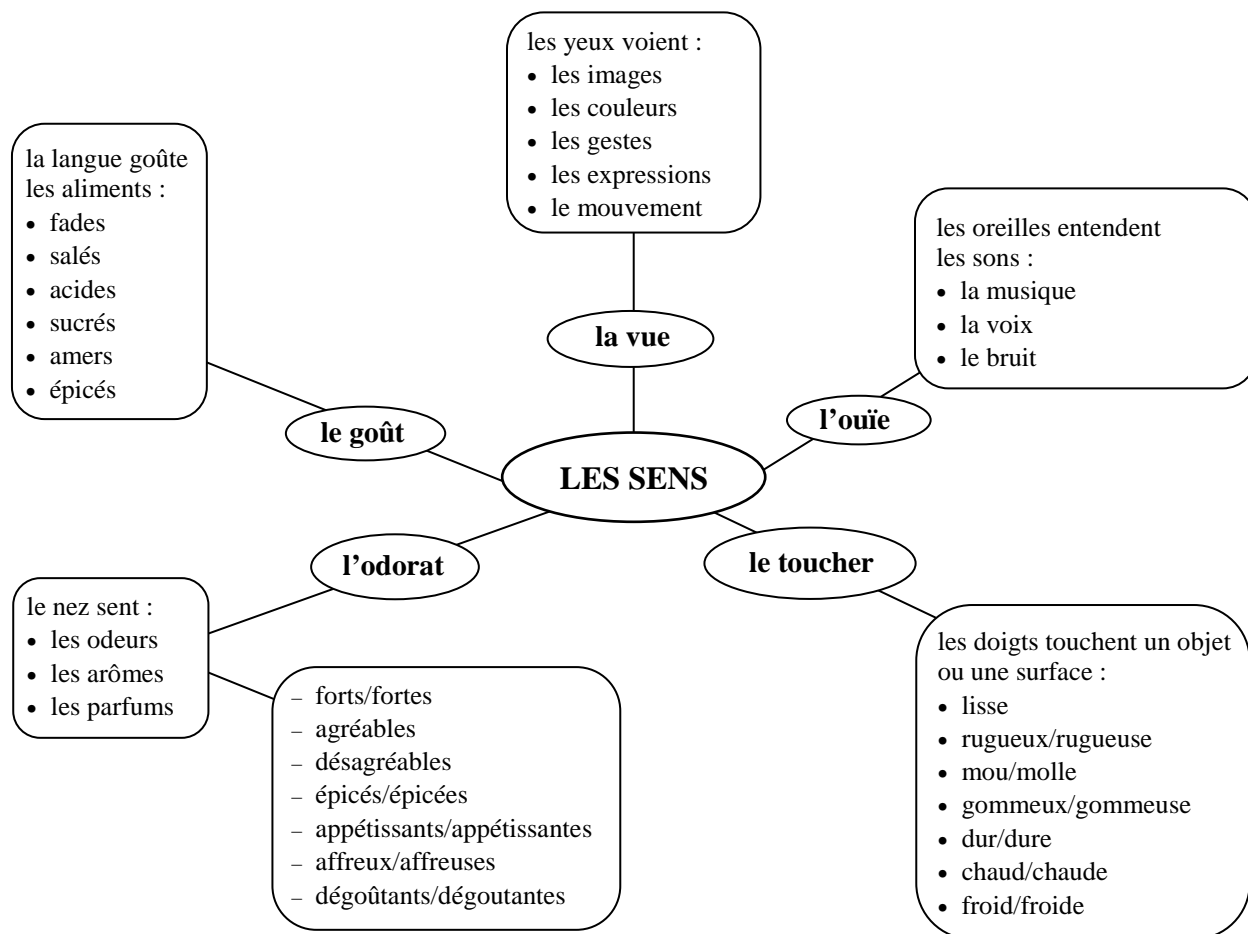 LES SENS
la vue
les yeux voient :
• les images
• les couleurs
• les gestes
• les expressions
• le mouvement
l’ouïe
les oreilles entendent
les sons :
• la musique
• la voix
• le bruit
le toucher
les doigts touchent un objet
ou une surface :
• lisse
• rugueux/rugueuse
• mou/molle
• gommeux/gommeuse
• dur/dure
• chaud/chaude
• froid/froide
l’odorat
le nez sent :
• les odeurs
• les arômes
• les parfums
– forts/fortes
– agréables
– désagréables
– épicés/épicées
– appétissants/appétissantes
– affreux/affreuses
– dégoûtants/dégoutantes
le goût
la langue goûte
les aliments :
• fades
• salés
• acides
• sucrés
• amers
• épicés